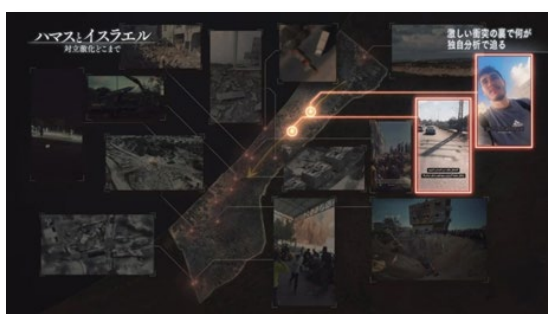 ハマスとイスラエル
対立激化どこまで
激しい衝突の裏で何が
独自分析で迫る